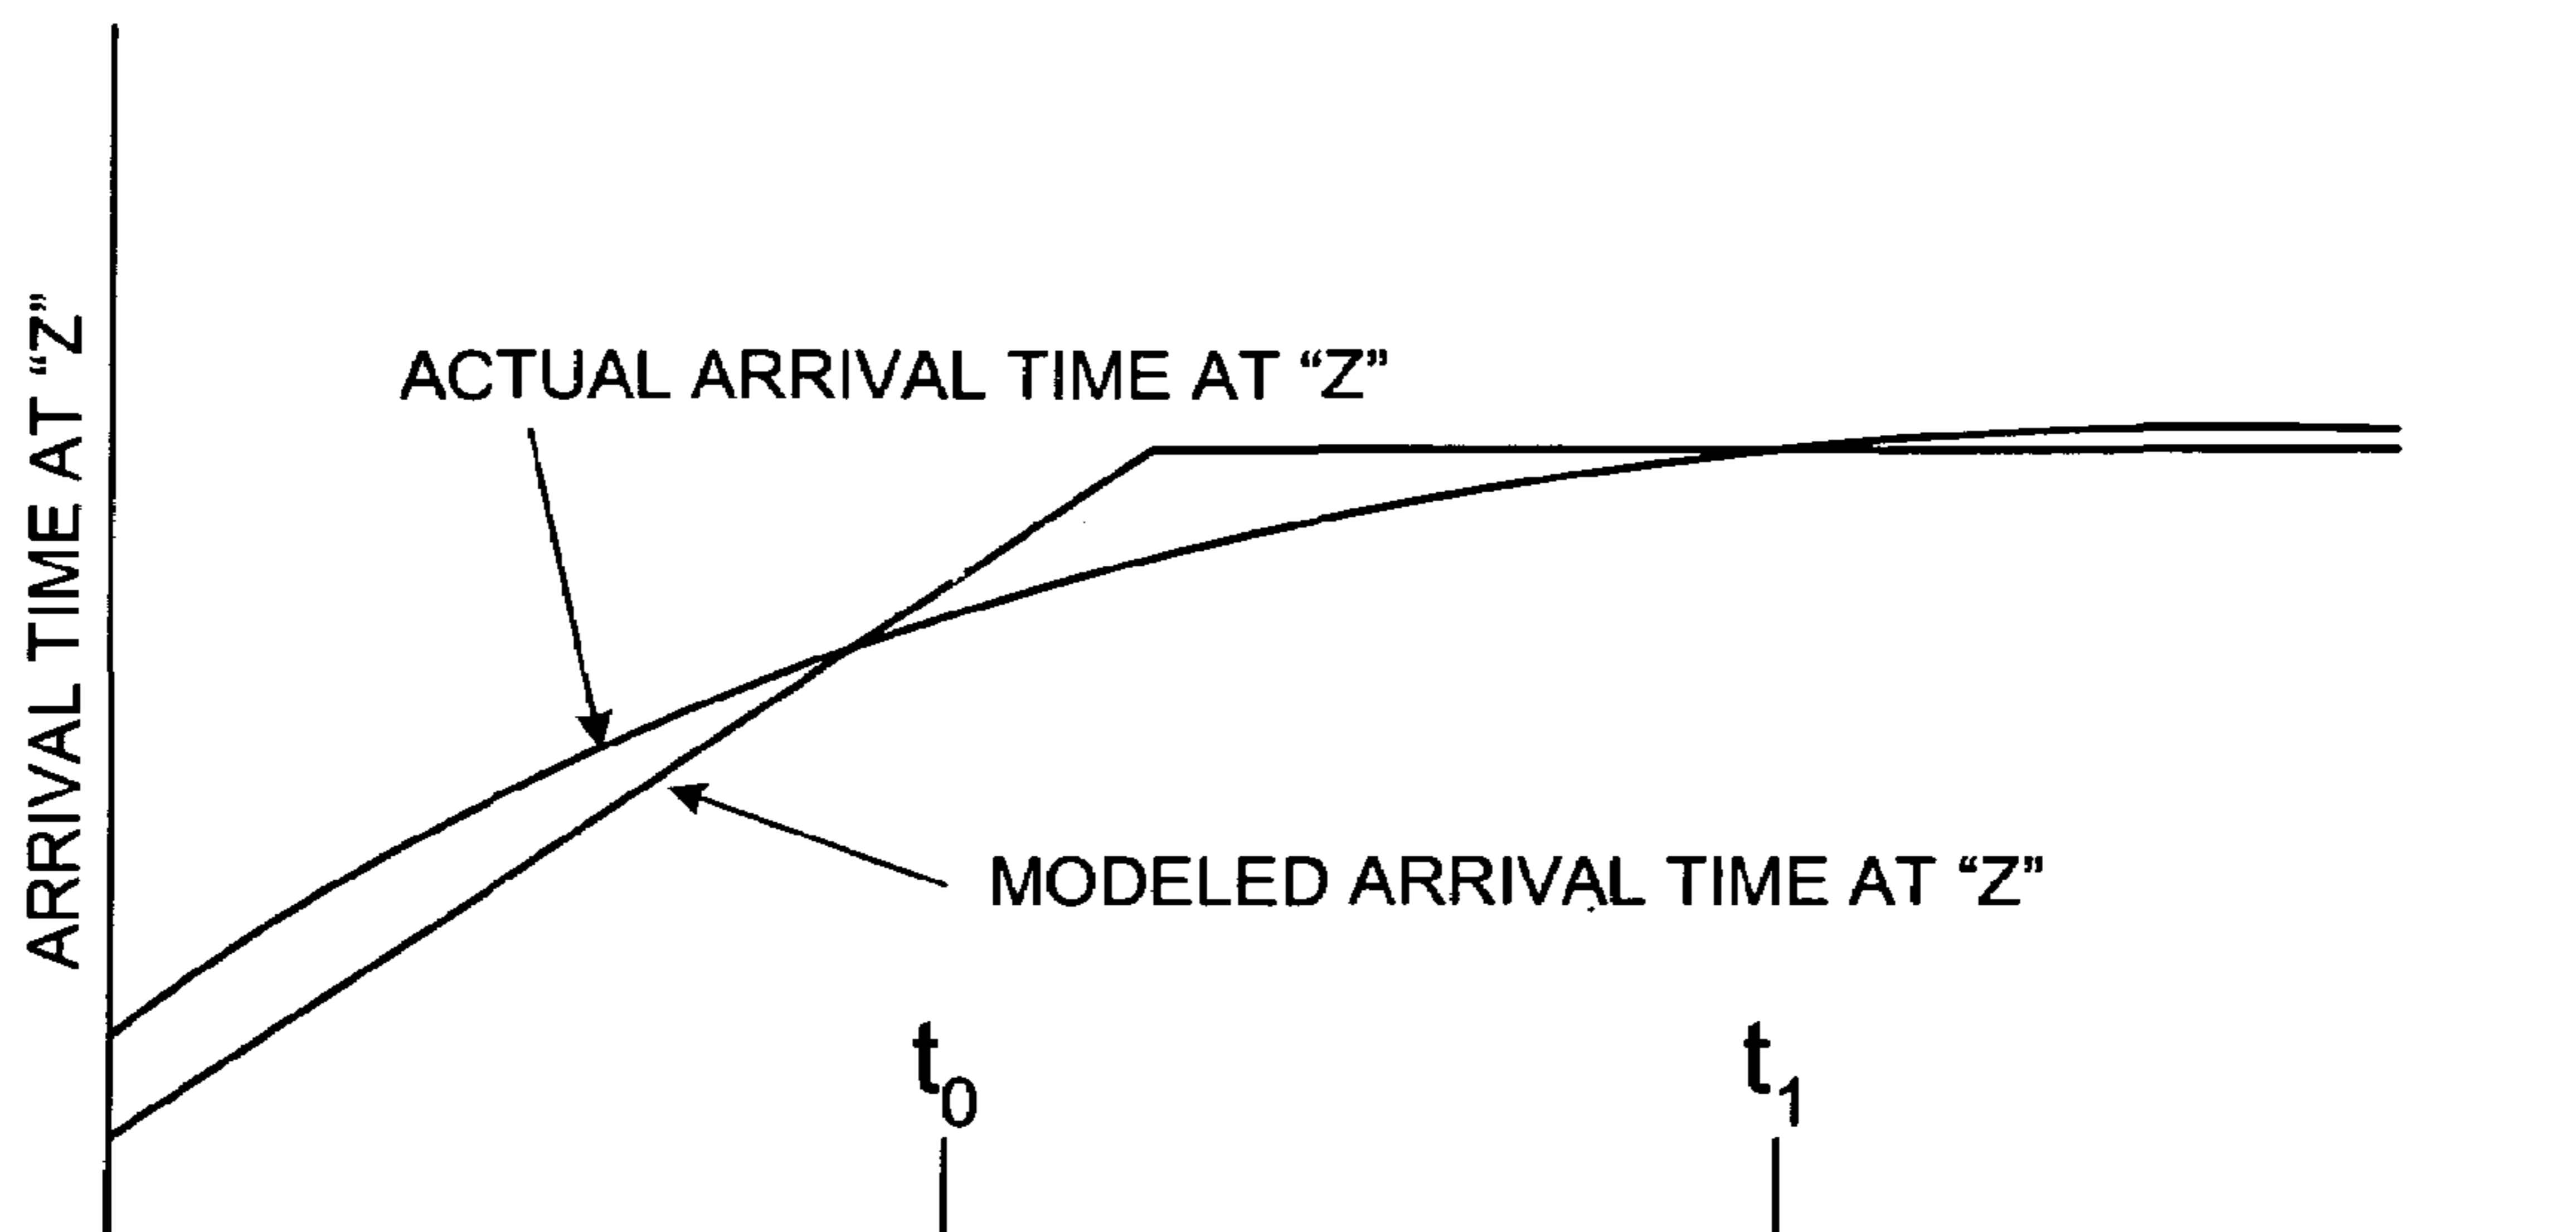 ARRIVAL TIME AT “Z”
ACTUAL ARRIVAL TIME AT “Z”
MODELED ARRIVAL TIME AT “Z”
t₀
t₁